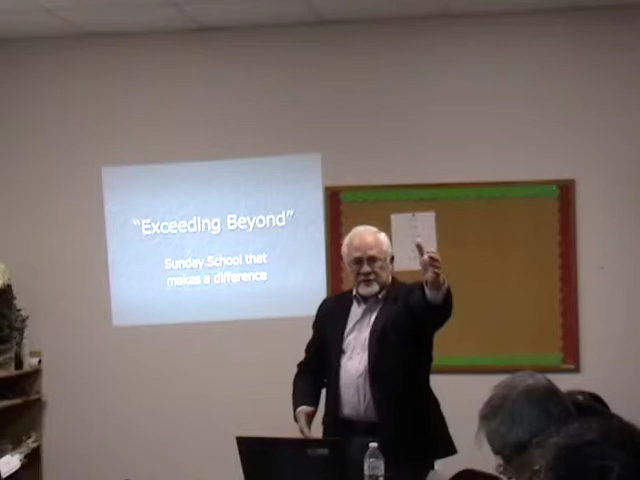 "Exceeding Beyond"
Sunday School that
makes a difference